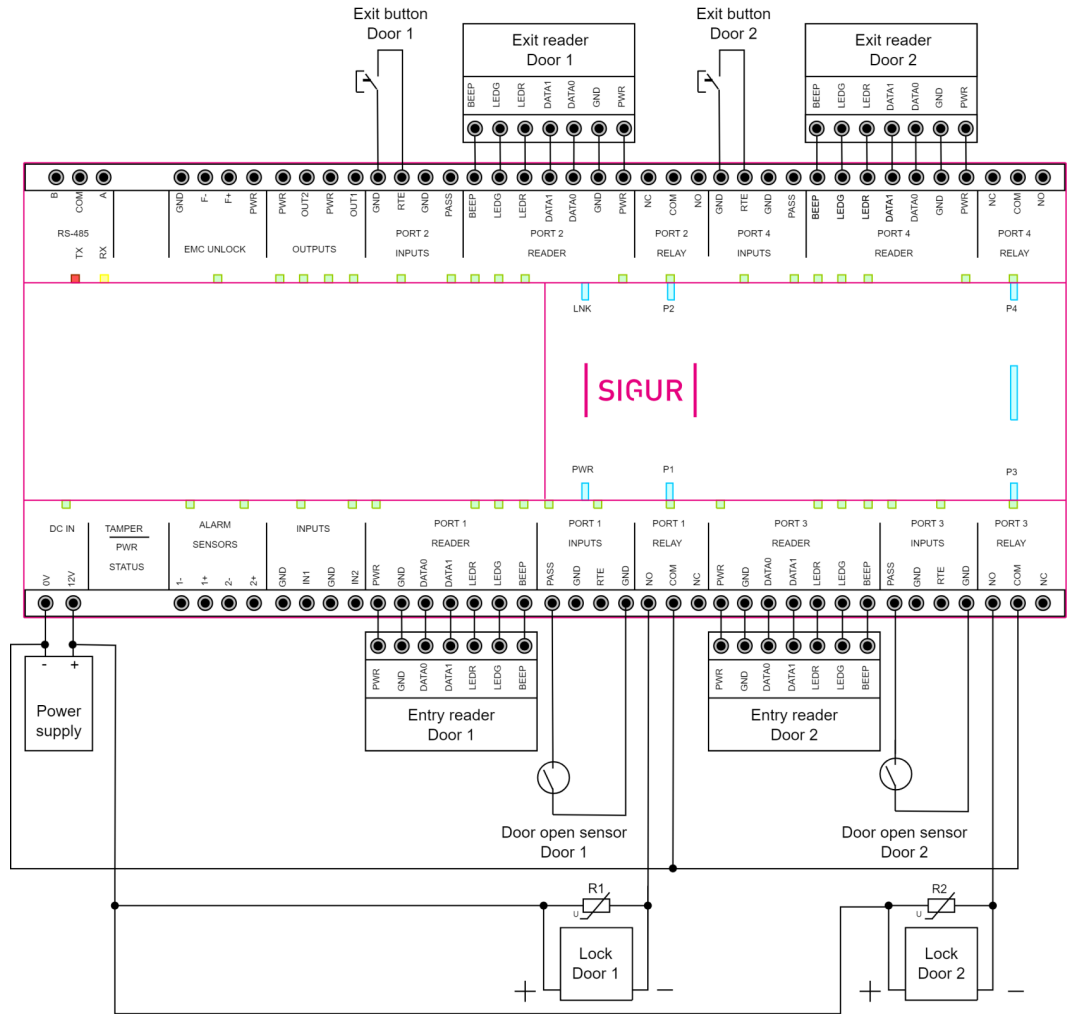 Exit button
Door 1
Exit reader
Door 1
BEEP LEDG LEDR DATA1 DATA0 GND PWR
Exit button
Door 2
Exit reader
Door 2
BEEP LEDG LEDR DATA1 DATA0 GND PWR
B COM A GND F- F+ PWR PWR OUT2 PWR OUT1 GND RTE GND PASS BEEP LEDG LEDR DATA1 DATA0 GND PWR NC COM NO GND RTE GND PASS BEEP LEDG LEDR DATA1 DATA0 GND PWR NC COM NO
RS-485
TX RX
EMC UNLOCK
OUTPUTS
PORT 2
INPUTS
PORT 2
READER
PORT 2
RELAY
PORT 4
INPUTS
PORT 4
READER
PORT 4
RELAY
LNK P2 P4
SIGUR
PWR P1 P3
DC IN
TAMPER
PWR
STATUS
ALARM
SENSORS
INPUTS
PORT 1
READER
PORT 1
INPUTS
PORT 1
RELAY
PORT 3
READER
PORT 3
INPUTS
PORT 3
RELAY
0V 12V 1- 1+ 2- 2+ GND IN1 GND IN2 PWR GND DATA0 DATA1 LEDR LEDG BEEP PASS GND RTE GND NO COM NC PWR GND DATA0 DATA1 LEDR LEDG BEEP PASS GND RTE GND NO COM NC
- +
Power
supply
PWR GND DATA0 DATA1 LEDR LEDG BEEP
Entry reader
Door 1
PWR GND DATA0 DATA1 LEDR LEDG BEEP
Entry reader
Door 2
Door open sensor
Door 1
Door open sensor
Door 2
R1
U
Lock
Door 1
+ -
R2
U
Lock
Door 2
+ -